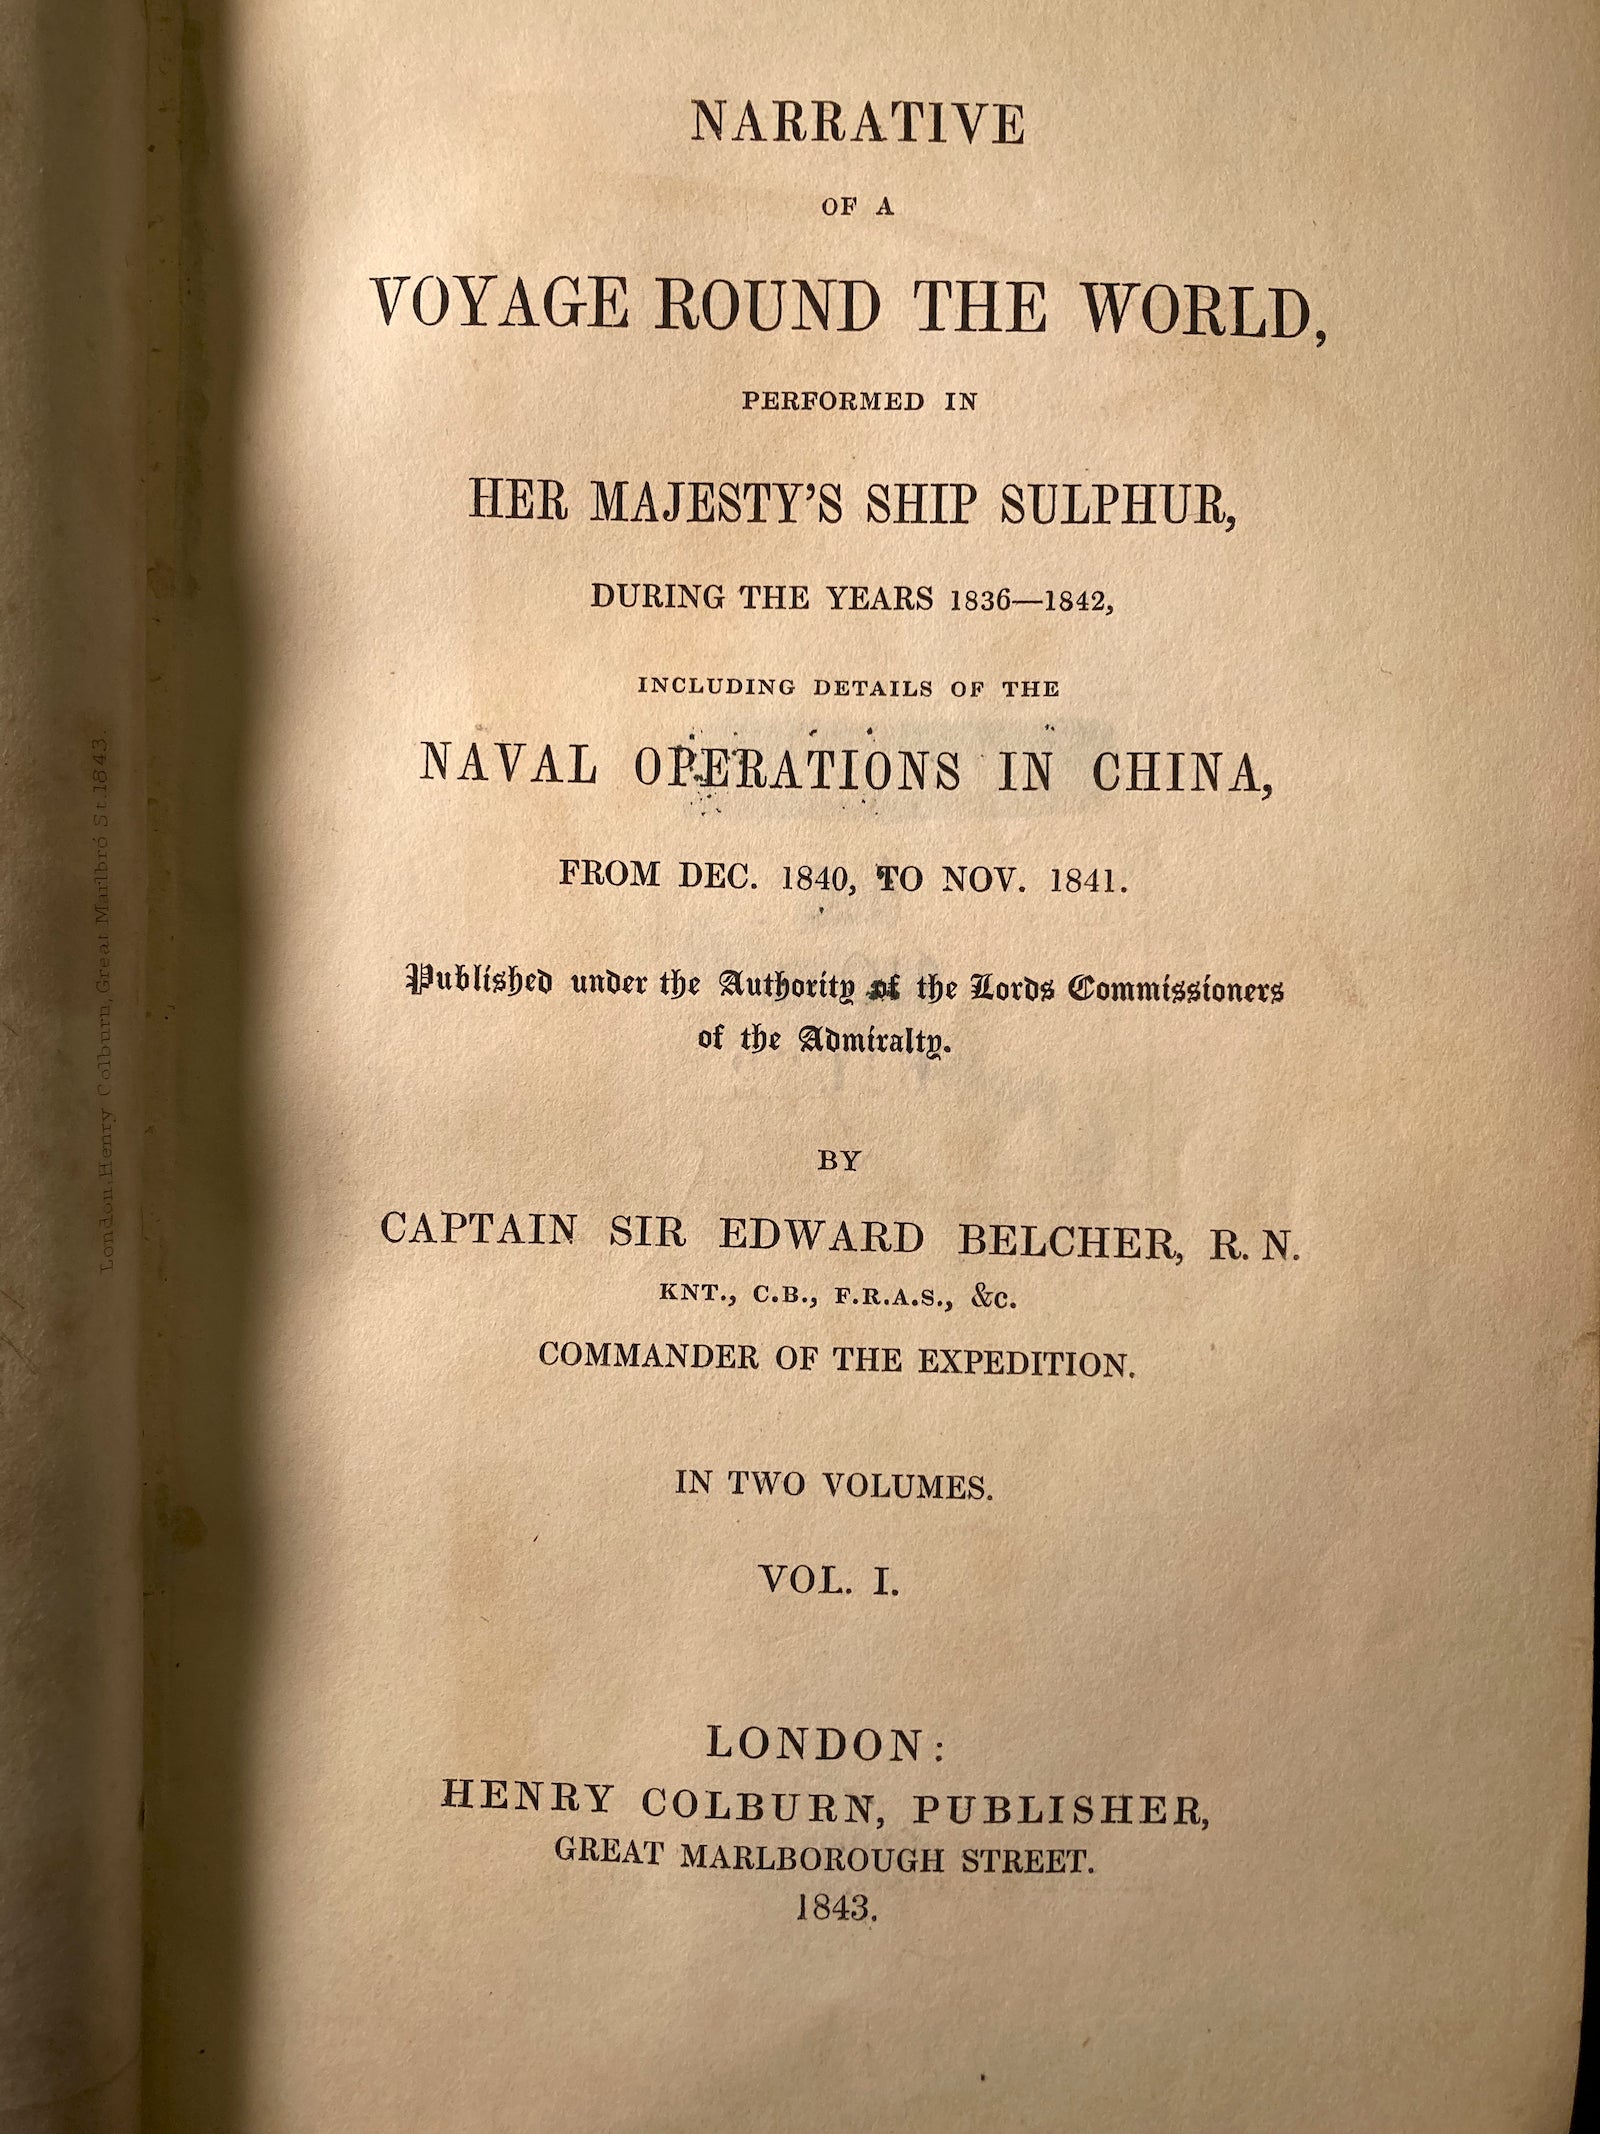 London, Henry Colburn, Great Marlbró St. 1843.
NARRATIVE
OF A
VOYAGE ROUND THE WORLD,
PERFORMED IN
HER MAJESTY'S SHIP SULPHUR,
DURING THE YEARS 1836—1842,
INCLUDING DETAILS OF THE
NAVAL OPERATIONS IN CHINA,
FROM DEC. 1840, TO NOV. 1841.
Published under the Authority of the Lords Commissioners
of the Admiralty.
BY
CAPTAIN SIR EDWARD BELCHER, R. N.
KNT., C.B., F.R.A.S., &c.
COMMANDER OF THE EXPEDITION.
IN TWO VOLUMES.
VOL. I.
LONDON:
HENRY COLBURN, PUBLISHER,
GREAT MARLBOROUGH STREET.
1843.